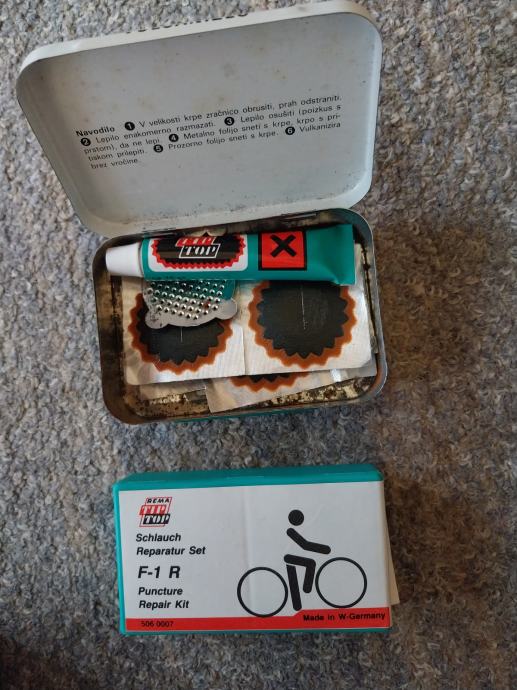 Navodilo ❶ V velikosti krpe zračnico obrusiti, prah odstraniti.
❷ Lepilo enakomerno razmazati. ❸ Lepilo osušiti (poizkus s
prstom), da ne lepi. ❹ Metalno folijo sneti s krpe, krpo s pri-
tiskom prilepiti. ❺ Prozorno folijo sneti s krpe. ❻ Vulkanizira
brez vročine.
TIP
TOP
REMA
TIP
TOP
Schlauch
Reparatur Set
F-1 R
Puncture
Repair Kit
506 0007
Made in W-Germany